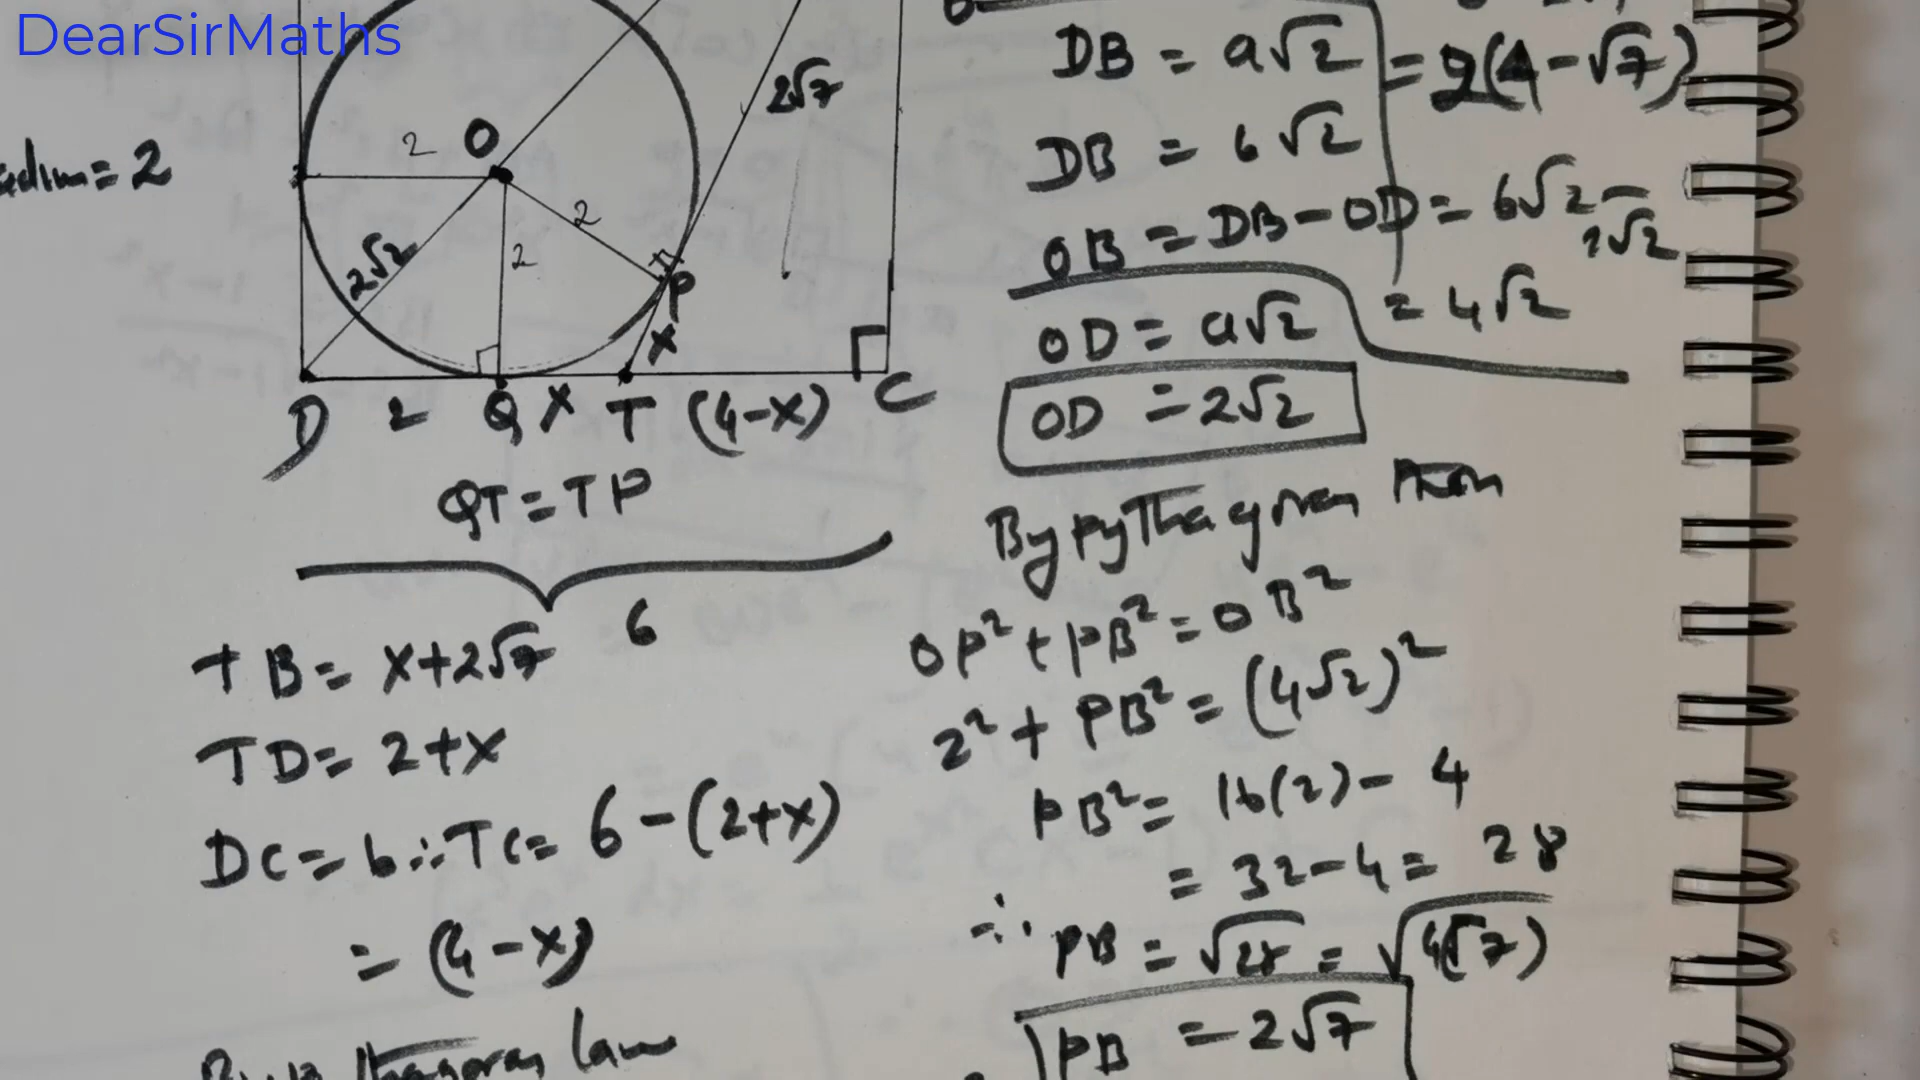 DearSirMaths
= 2
2
O
2
2
2√2
2√7
P
x
D 2 Q x T (4-x) C
QT = TP
6
TB = x+2√7
TD = 2+x
DC = 6 ∴ TC = 6-(2+x)
= (4-x)
law
DB = a√2
= 2(4-√7)
DB = 6√2
OB = DB-OD = 6√2-2√2
= 4√2
OD = a√2
OD = 2√2
By pythagorean
OP²+PB² = OB²
2²+PB² = (4√2)²
PB² = 16(2)-4
= 32-4 = 28
∴ PB = √28 = √4(7)
PB = 2√7